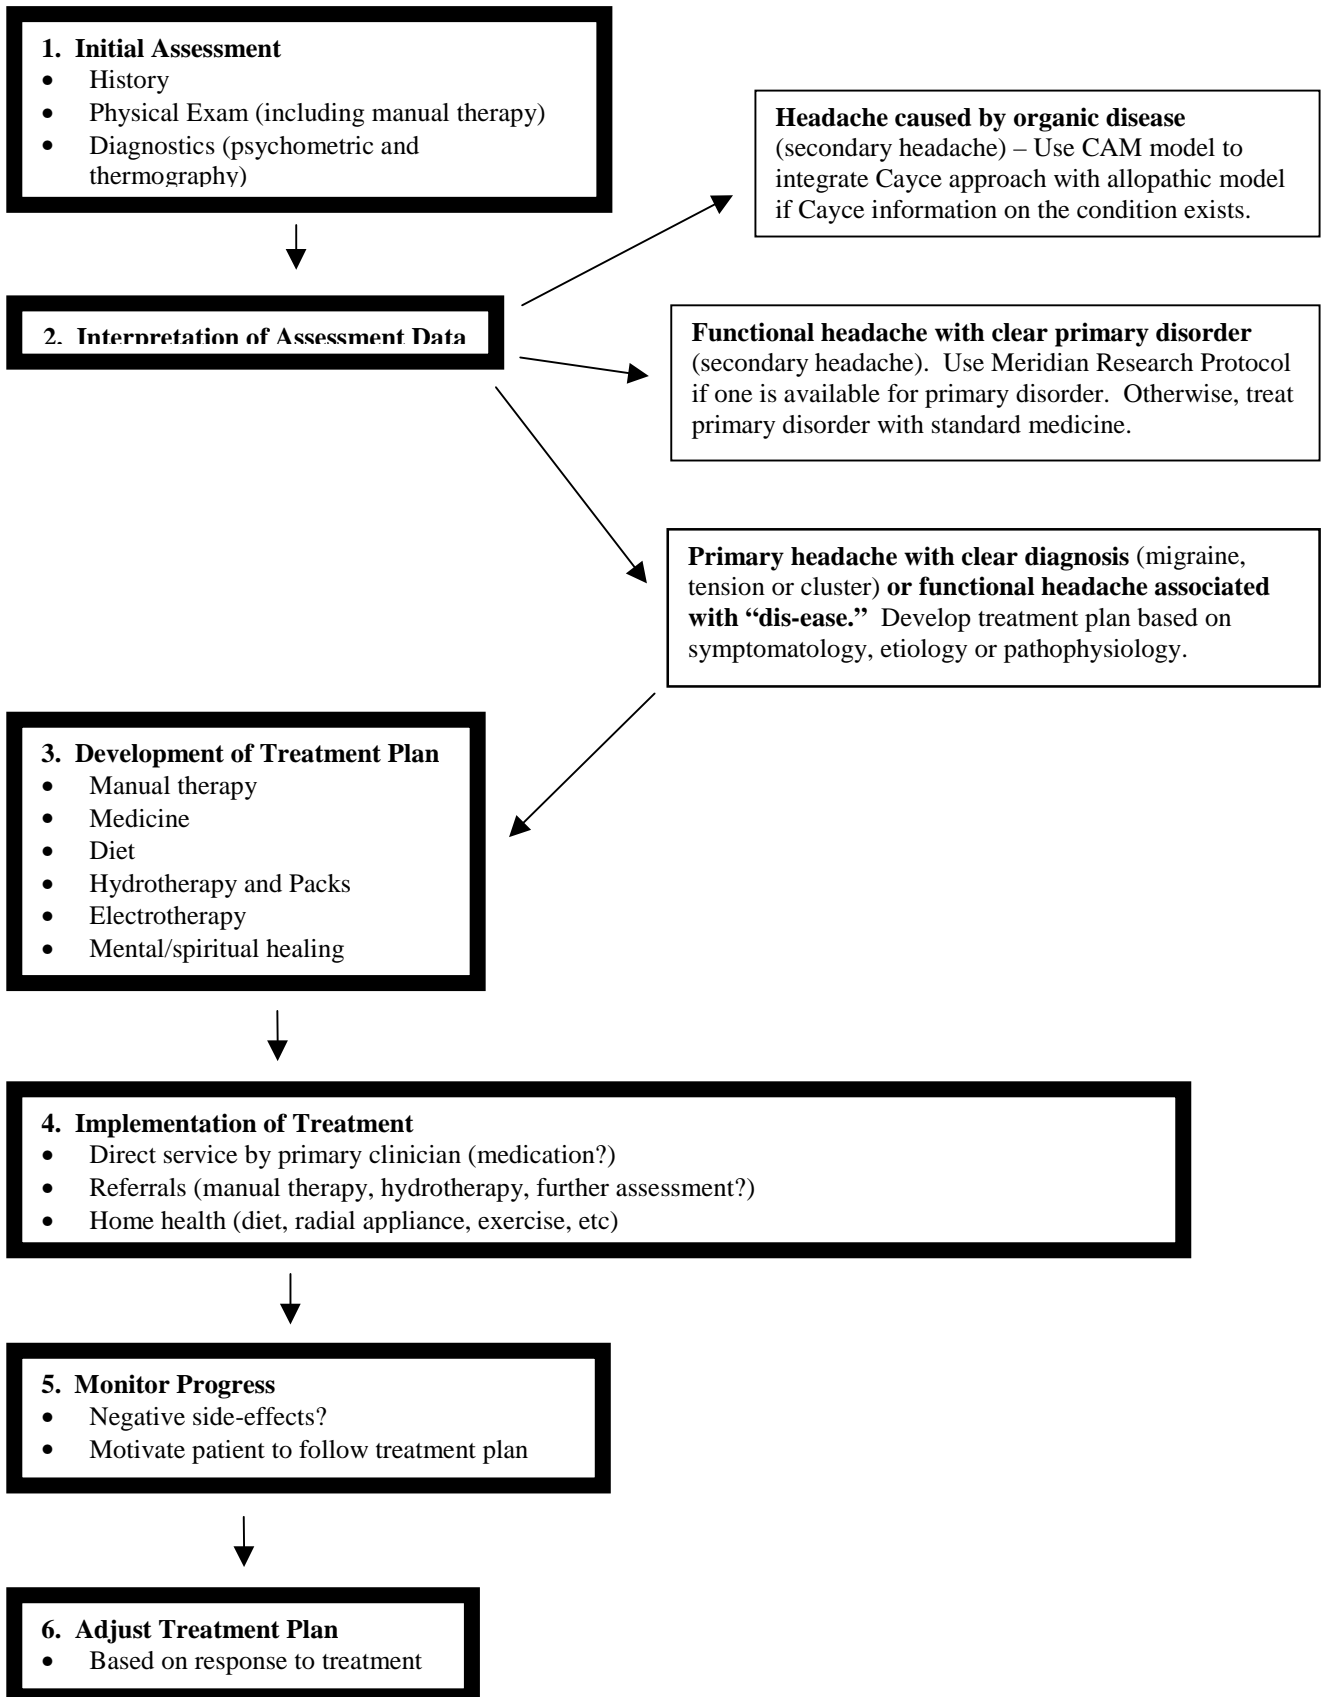 1. Initial Assessment
• History
• Physical Exam (including manual therapy)
• Diagnostics (psychometric and
thermography)
Headache caused by organic disease
(secondary headache) – Use CAM model to
integrate Cayce approach with allopathic model
if Cayce information on the condition exists.
2. Interpretation of Assessment Data
Functional headache with clear primary disorder
(secondary headache). Use Meridian Research Protocol
if one is available for primary disorder. Otherwise, treat
primary disorder with standard medicine.
Primary headache with clear diagnosis (migraine,
tension or cluster) or functional headache associated
with “dis-ease.” Develop treatment plan based on
symptomatology, etiology or pathophysiology.
3. Development of Treatment Plan
• Manual therapy
• Medicine
• Diet
• Hydrotherapy and Packs
• Electrotherapy
• Mental/spiritual healing
4. Implementation of Treatment
• Direct service by primary clinician (medication?)
• Referrals (manual therapy, hydrotherapy, further assessment?)
• Home health (diet, radial appliance, exercise, etc)
5. Monitor Progress
• Negative side-effects?
• Motivate patient to follow treatment plan
6. Adjust Treatment Plan
• Based on response to treatment